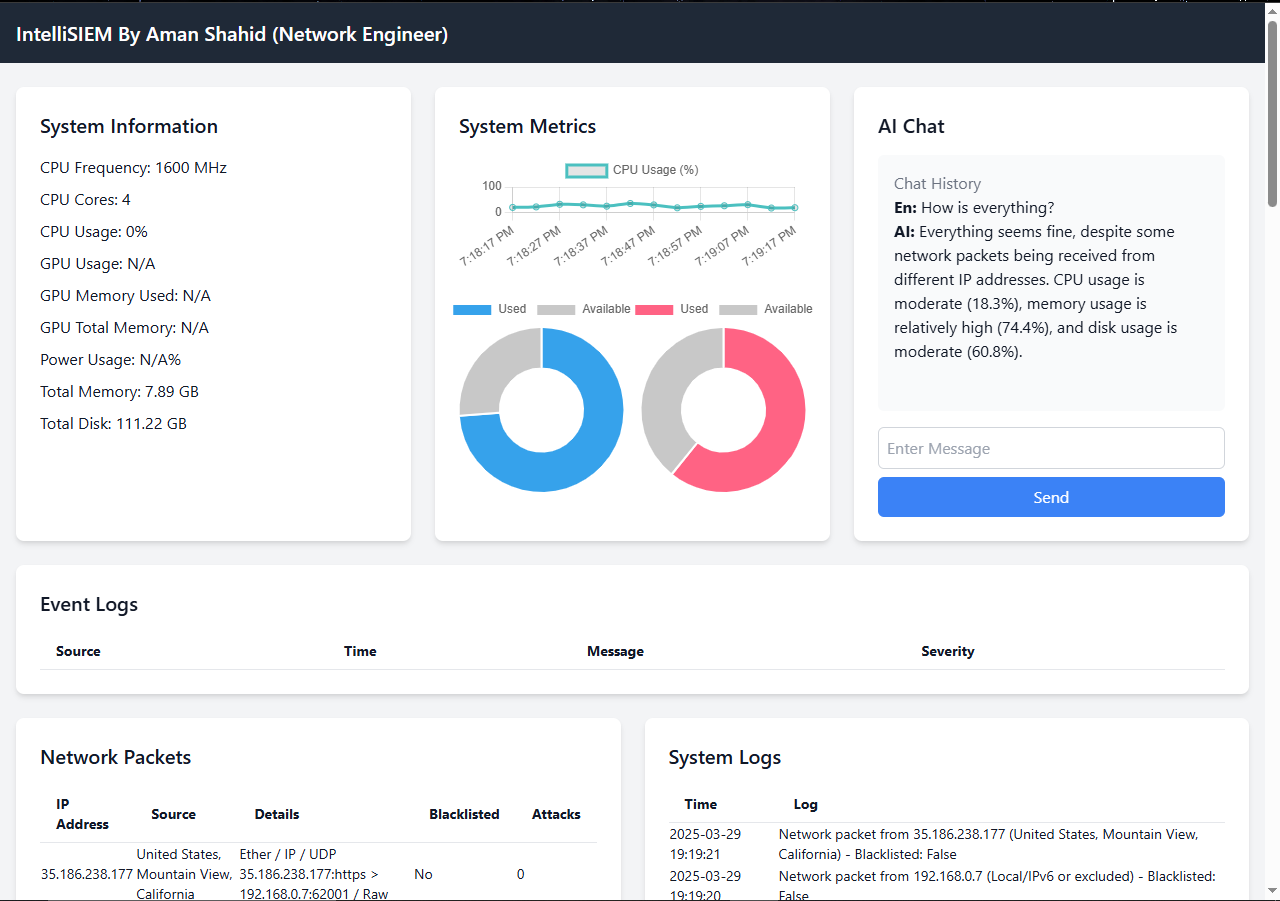 IntelliSIEM By Aman Shahid (Network Engineer)
System Information
CPU Frequency: 1600 MHz
CPU Cores: 4
CPU Usage: 0%
GPU Usage: N/A
GPU Memory Used: N/A
GPU Total Memory: N/A
Power Usage: N/A%
Total Memory: 7.89 GB
Total Disk: 111.22 GB
System Metrics
CPU Usage (%)
100
0
7:18:17 PM
7:18:27 PM
7:18:37 PM
7:18:47 PM
7:18:57 PM
7:19:07 PM
7:19:17 PM
Used Available
Used Available
AI Chat
Chat History
En: How is everything?
AI: Everything seems fine, despite some
network packets being received from
different IP addresses. CPU usage is
moderate (18.3%), memory usage is
relatively high (74.4%), and disk usage is
moderate (60.8%).
Enter Message
Send
Event Logs
Source Time Message Severity
Network Packets
IP
Address
Source
Details
Blacklisted
Attacks
35.186.238.177
United States,
Mountain View,
California
Ether / IP / UDP
35.186.238.177:https >
192.168.0.7:62001 / Raw
No
0
System Logs
Time Log
2025-03-29
19:19:21
Network packet from 35.186.238.177 (United States, Mountain View,
California) - Blacklisted: False
2025-03-29
19:19:20
Network packet from 192.168.0.7 (Local/IPv6 or excluded) - Blacklisted:
False